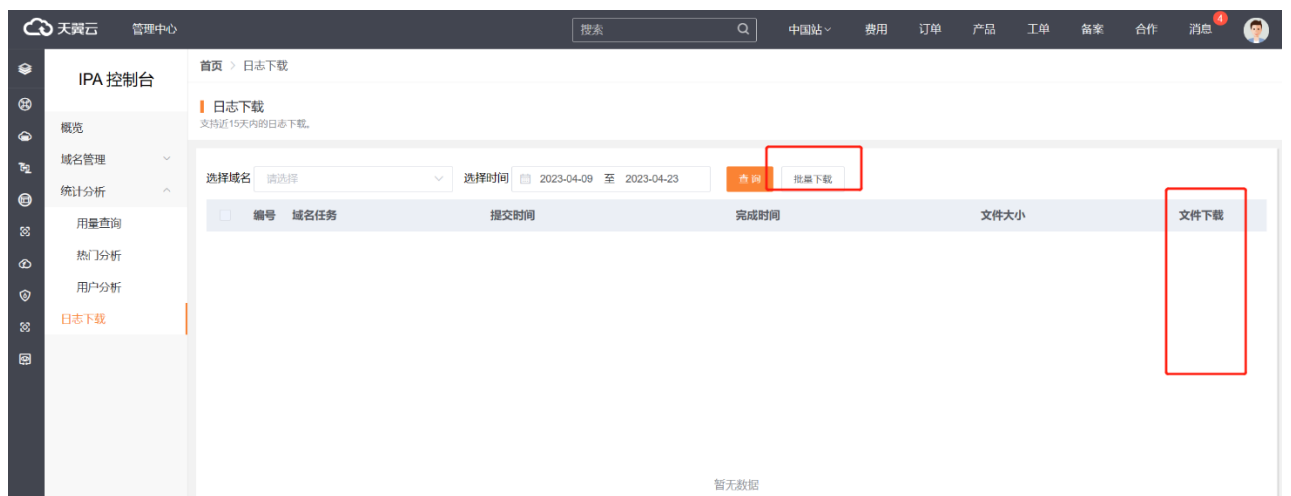 天翼云 管理中心 搜索 中国站 费用 订单 产品 工单 备案 合作 消息 4
IPA 控制台
首页 > 日志下载
日志下载
支持近15天内的日志下载。
概览
域名管理
统计分析
用量查询
热门分析
用户分析
日志下载
选择域名 请选择 选择时间 2023-04-09 至 2023-04-23 查询 批量下载
编号 域名任务 提交时间 完成时间 文件大小 文件下载
暂无数据